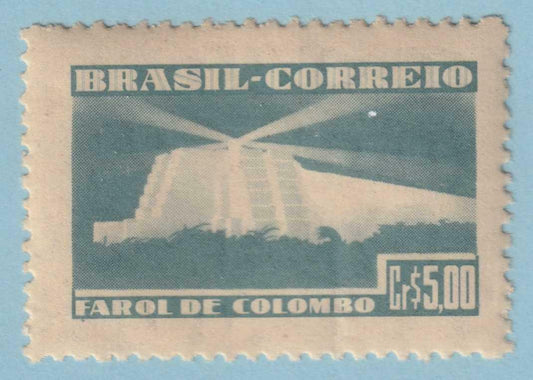 BRASIL-CORREIO
FAROL DE COLOMBO
Cr$5,00